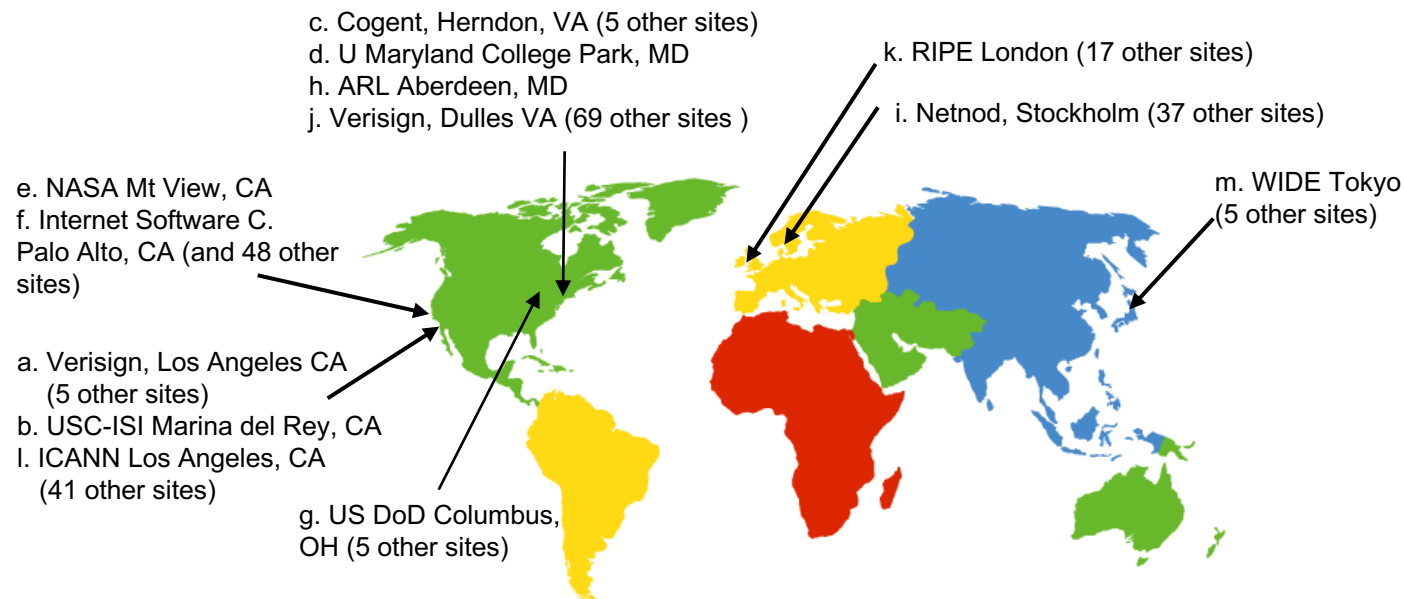 c. Cogent, Herndon, VA (5 other sites)
d. U Maryland College Park, MD
h. ARL Aberdeen, MD
j. Verisign, Dulles VA (69 other sites )
k. RIPE London (17 other sites)
i. Netnod, Stockholm (37 other sites)
m. WIDE Tokyo
(5 other sites)
e. NASA Mt View, CA
f. Internet Software C.
Palo Alto, CA (and 48 other
sites)
a. Verisign, Los Angeles CA
(5 other sites)
b. USC-ISI Marina del Rey, CA
l. ICANN Los Angeles, CA
(41 other sites)
g. US DoD Columbus,
OH (5 other sites)